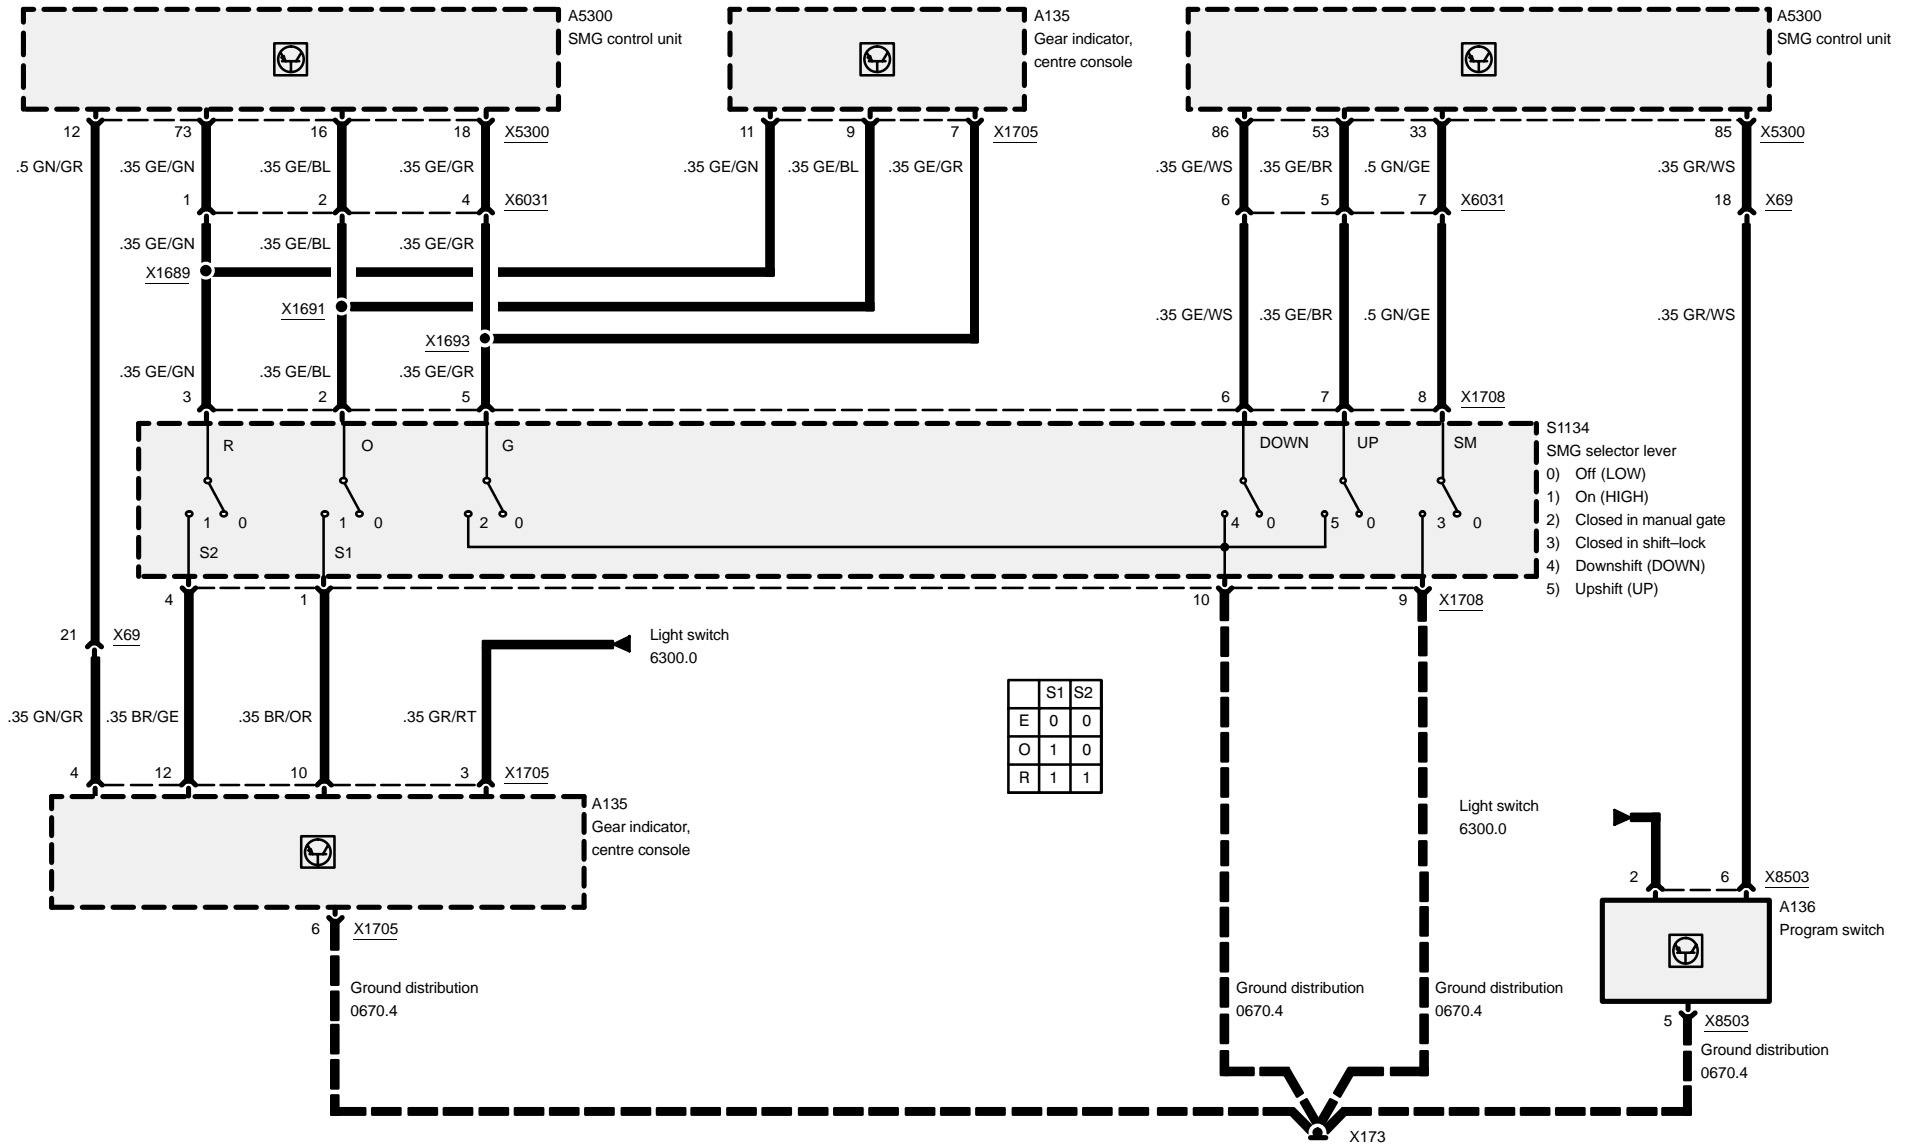 A5300
SMG control unit
A135
Gear indicator,
centre console
A5300
SMG control unit
12 73 16 18 X5300
11 9 7 X1705
86 53 33 85 X5300
.5 GN/GR .35 GE/GN .35 GE/BL .35 GE/GR
.35 GE/GN .35 GE/BL .35 GE/GR
.35 GE/WS .35 GE/BR .5 GN/GE .35 GR/WS
1 2 4 X6031
6 5 7 X6031
18 X69
.35 GE/GN .35 GE/BL .35 GE/GR
X1689
X1691
X1693
.35 GE/WS .35 GE/BR .5 GN/GE .35 GR/WS
.35 GE/GN .35 GE/BL .35 GE/GR
3 2 5 6 7 8 X1708
R O G DOWN UP SM
S1134
SMG selector lever
0) Off (LOW)
1) On (HIGH)
2) Closed in manual gate
3) Closed in shift–lock
4) Downshift (DOWN)
5) Upshift (UP)
1 0 1 0 2 0 4 0 5 0 3 0
S2 S1
4 1 10 9 X1708
21 X69
Light switch
6300.0
.35 GN/GR .35 BR/GE .35 BR/OR .35 GR/RT
S1 S2
E 0 0
O 1 0
R 1 1
4 12 10 3 X1705
A135
Gear indicator,
centre console
Light switch
6300.0
2 6 X8503
A136
Program switch
6 X1705
Ground distribution
0670.4
Ground distribution
0670.4
Ground distribution
0670.4
5 X8503
Ground distribution
0670.4
X173